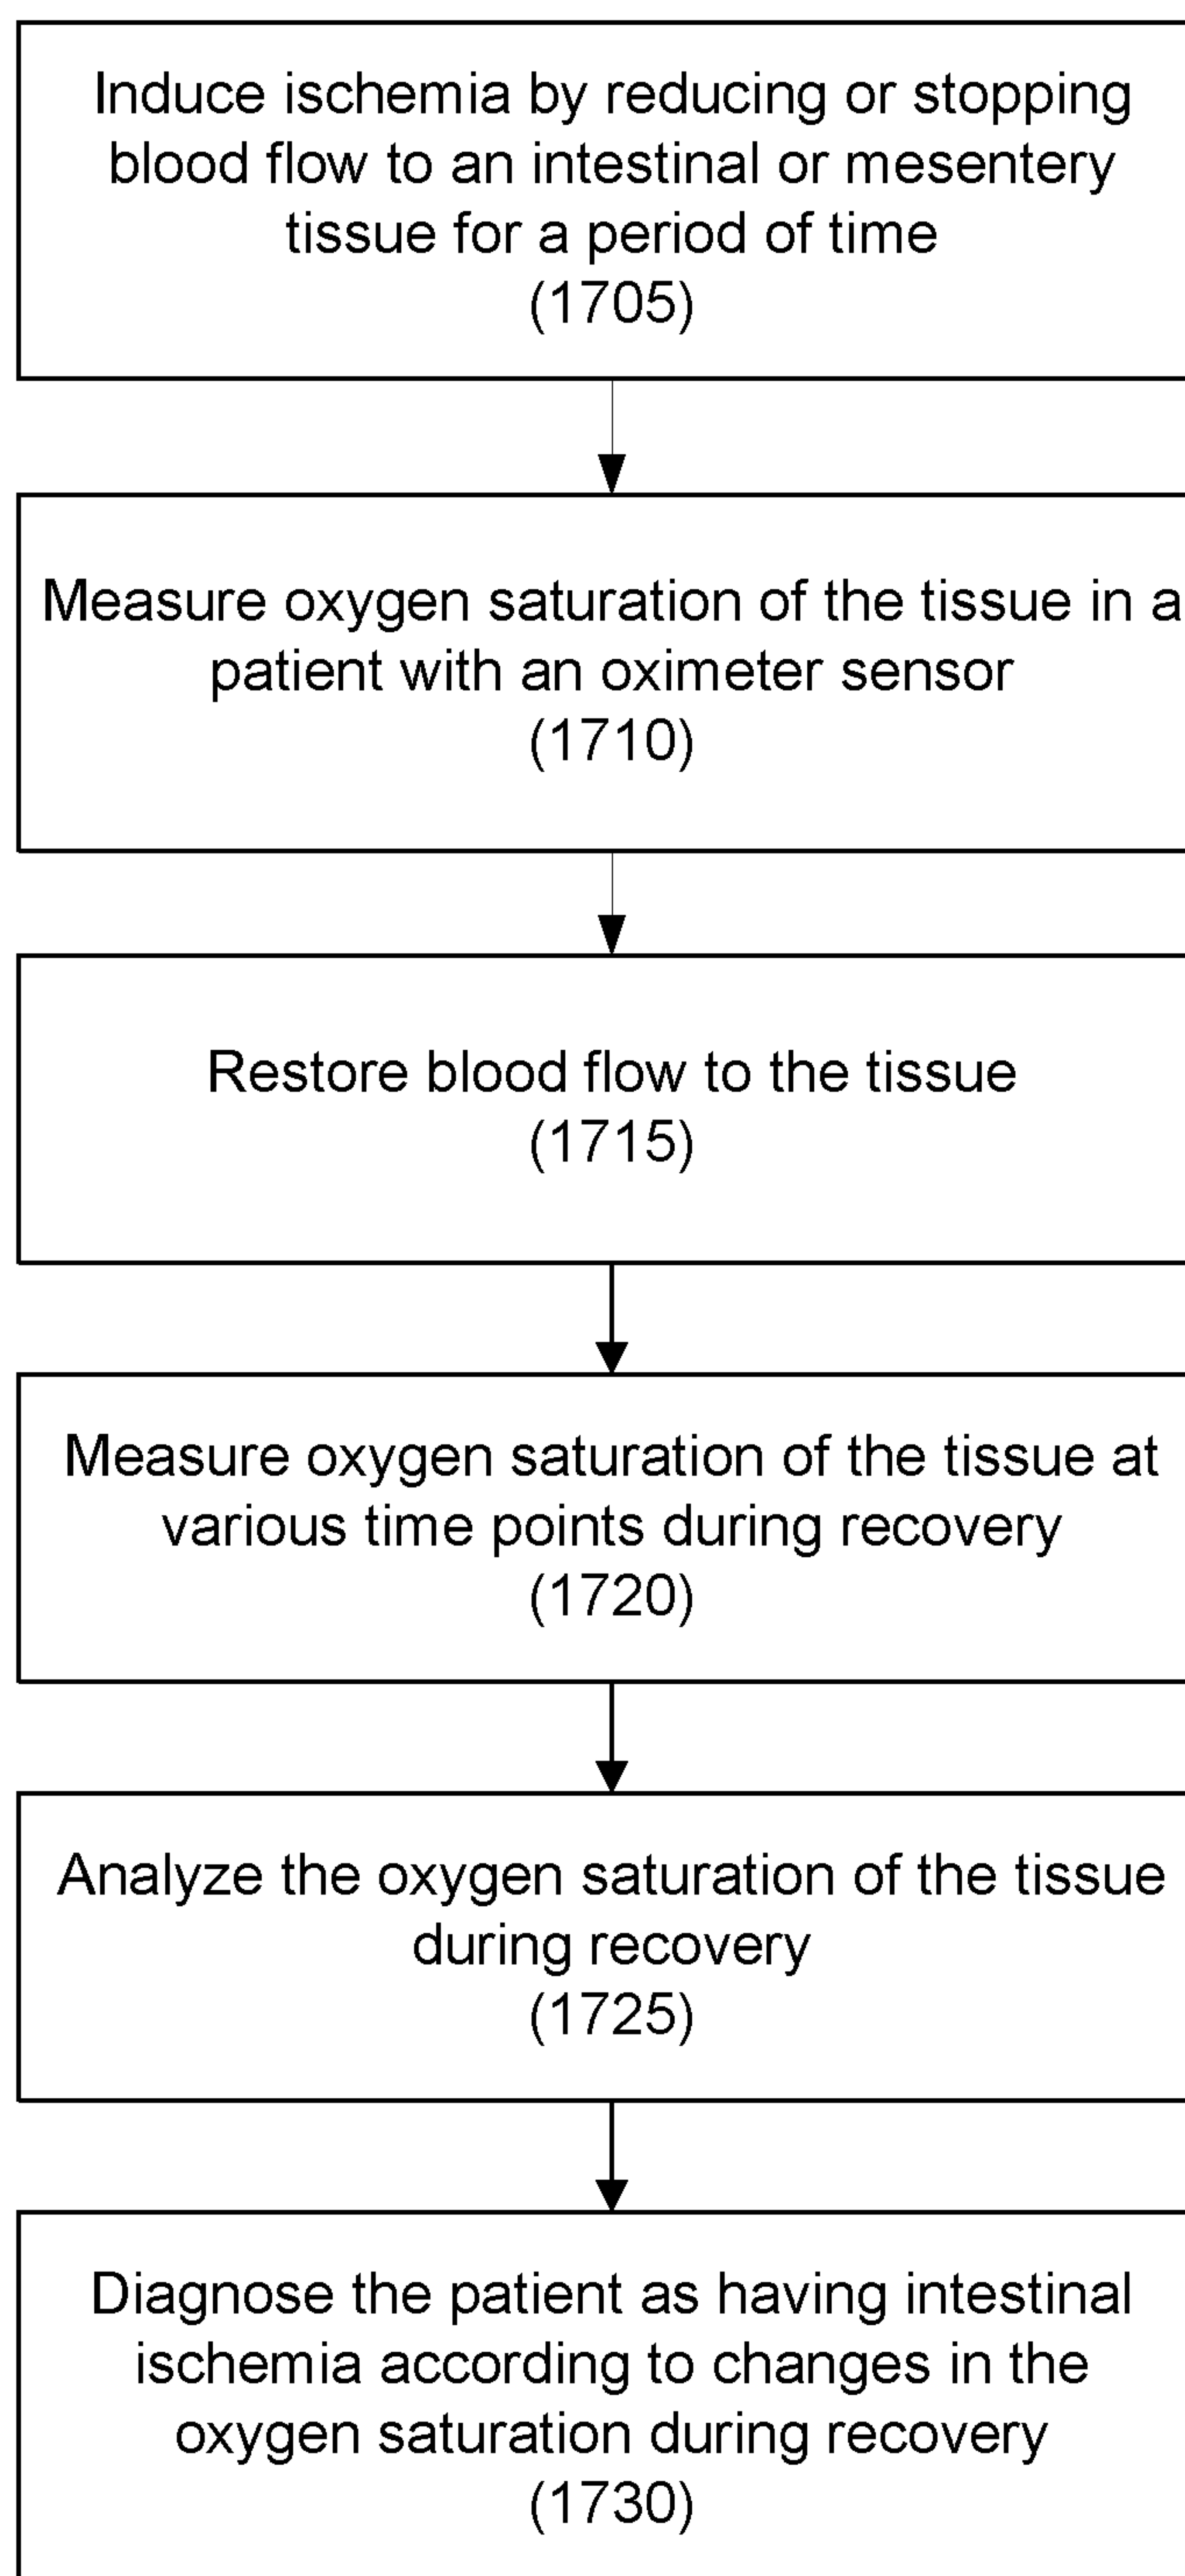 Induce ischemia by reducing or stopping
blood flow to an intestinal or mesentery
tissue for a period of time
(1705)
Measure oxygen saturation of the tissue in a
patient with an oximeter sensor
(1710)
Restore blood flow to the tissue
(1715)
Measure oxygen saturation of the tissue at
various time points during recovery
(1720)
Analyze the oxygen saturation of the tissue
during recovery
(1725)
Diagnose the patient as having intestinal
ischemia according to changes in the
oxygen saturation during recovery
(1730)